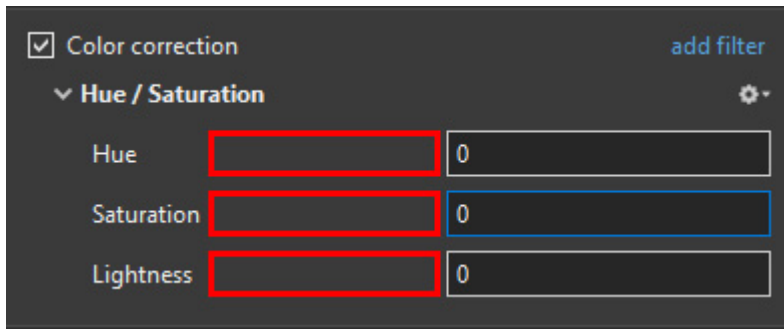 Color correction add filter
Hue / Saturation
Hue 0
Saturation 0
Lightness 0